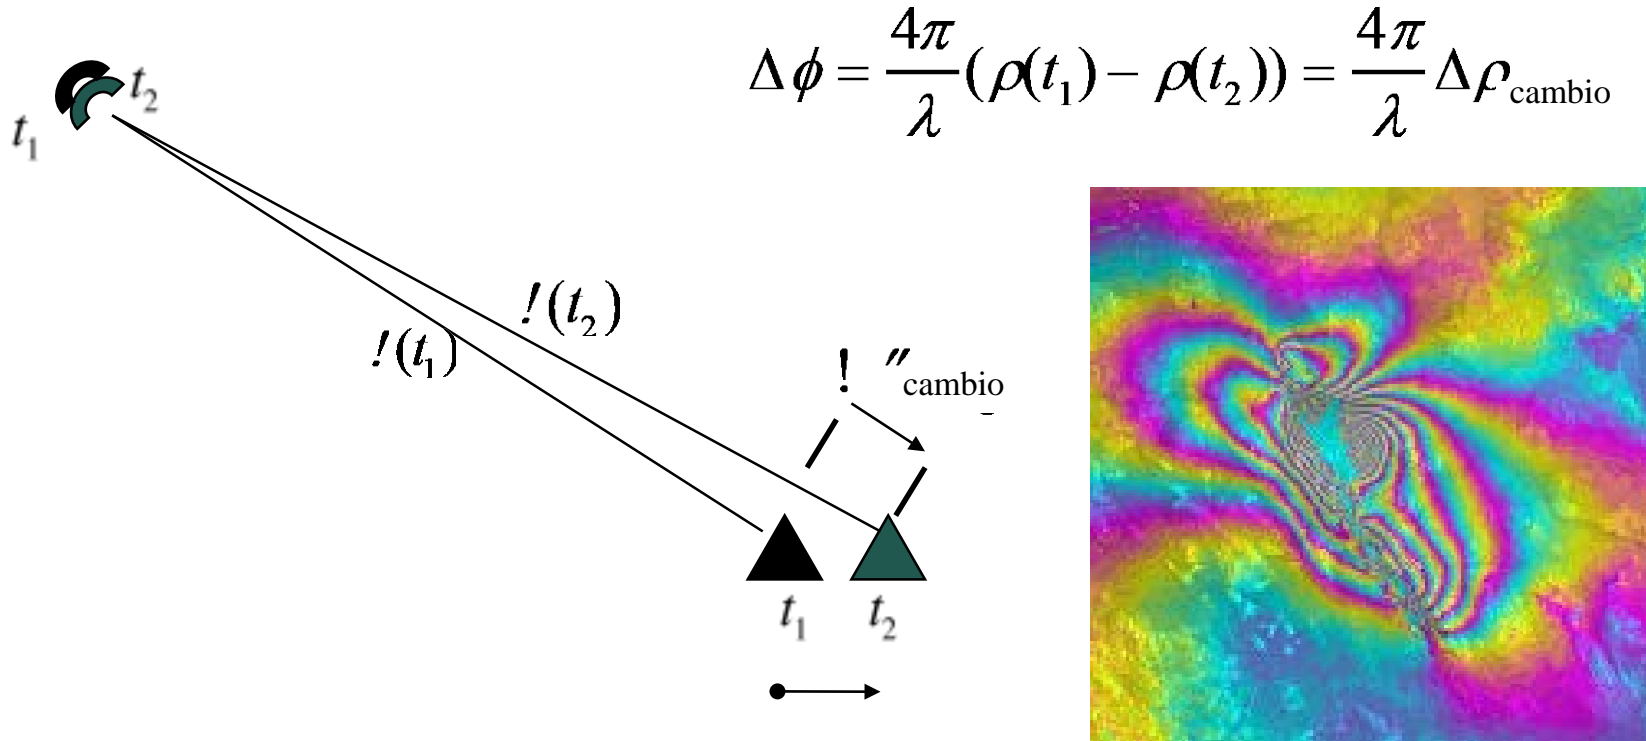 Δϕ = 4π/λ (ρ(t₁) − ρ(t₂)) = 4π/λ Δρcambio
t₂
t₁
!(t₂)
!(t₁)
! "cambio
t₁ t₂